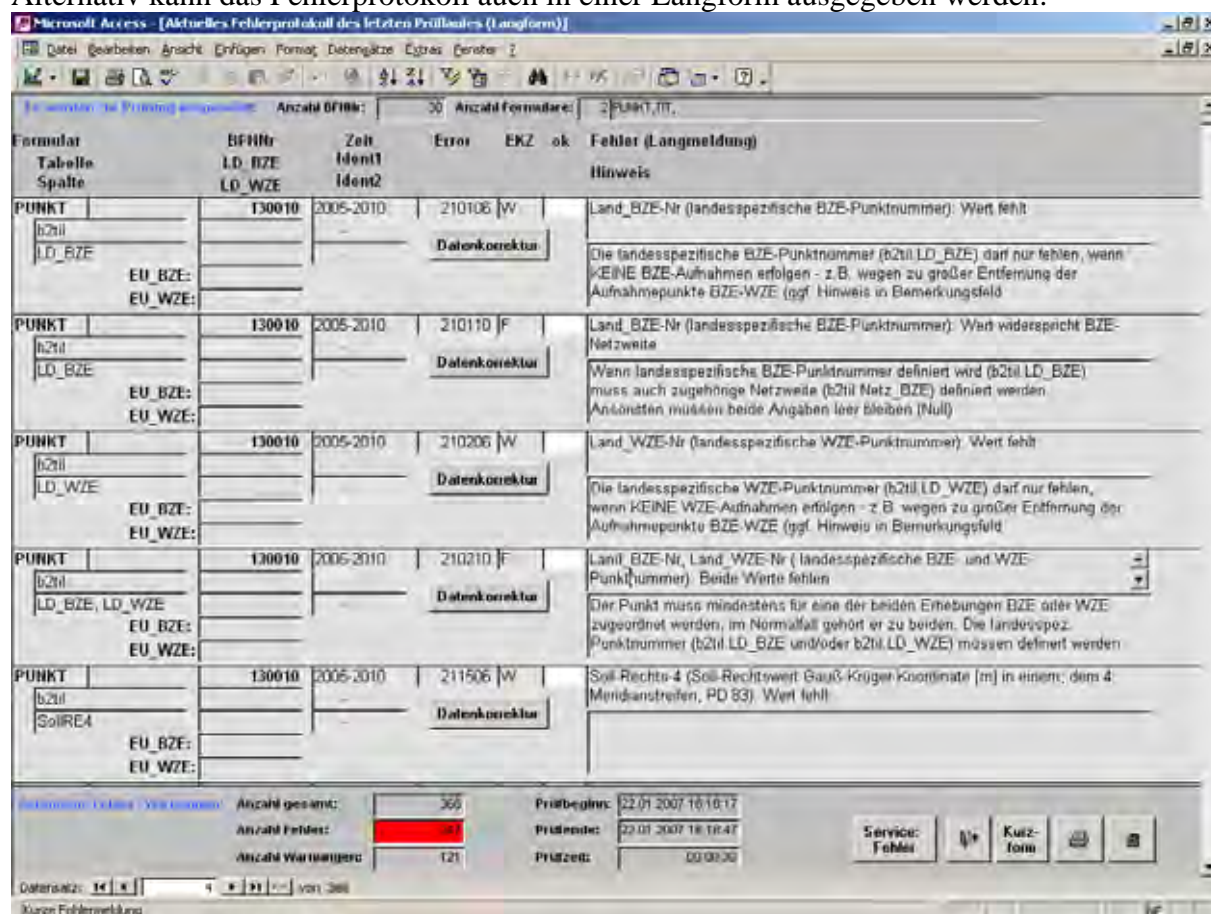 Alternativ kann das Fehlerprotokoll auch in einer Langform ausgegeben werden:
Microsoft Access - [Aktuelles Fehlerprotokoll des letzten Prüflaufes (Langform)]
Datei Bearbeiten Ansicht Einfügen Format Datensätze Extras Fenster ?
Anzahl BFHNr: 30 Anzahl Formulare: 2 PUNKT,TIT,
Formular BFHNr Zeit Error EKZ ok Fehler (Langmeldung)
Tabelle LD_BZE Ident1
Hinweis
Spalte LD_WZE Ident2
PUNKT 130010 2005-2010 210106 W Land_BZE-Nr (landesspezifische BZE-Punktnummer): Wert fehlt
b2til
LD_BZE Datenkorrektur Die landesspezifische BZE-Punktnummer (b2til.LD_BZE) darf nur fehlen, wenn
EU_BZE: KEINE BZE-Aufnahmen erfolgen - z.B. wegen zu großer Entfernung der
EU_WZE: Aufnahmepunkte BZE-WZE (ggf. Hinweis in Bemerkungsfeld
PUNKT 130010 2005-2010 210110 F Land_BZE-Nr (landesspezifische BZE-Punktnummer): Wert widerspricht BZE-
b2til Netzweite
LD_BZE Datenkorrektur Wenn landesspezifische BZE-Punktnummer definiert wird (b2til.LD_BZE)
EU_BZE: muss auch zugehörige Netzweite (b2til.Netz_BZE) definiert werden.
EU_WZE: Ansonsten müssen beide Angaben leer bleiben (Null)
PUNKT 130010 2005-2010 210206 W Land_WZE-Nr (landesspezifische WZE-Punktnummer): Wert fehlt
b2til
LD_WZE Datenkorrektur Die landesspezifische WZE-Punktnummer (b2til.LD_WZE) darf nur fehlen,
EU_BZE: wenn KEINE WZE-Aufnahmen erfolgen - z.B. wegen zu großer Entfernung der
EU_WZE: Aufnahmepunkte BZE-WZE (ggf. Hinweis in Bemerkungsfeld
PUNKT 130010 2005-2010 210210 F Land_BZE-Nr, Land_WZE-Nr ( landesspezifische BZE- und WZE-
b2til Punktnummer): Beide Werte fehlen
LD_BZE, LD_WZE Datenkorrektur Der Punkt muss mindestens für eine der beiden Erhebungen BZE oder WZE
EU_BZE: zugeordnet werden, im Normalfall gehört er zu beiden. Die landesspez.
EU_WZE: Punktnummer (b2til.LD_BZE und/oder b2til.LD_WZE) müssen definiert werden
PUNKT 130010 2005-2010 211506 W Soll-Rechts-4 (Soll-Rechtswert Gauß-Krüger-Koordinate [m] in einem, dem 4.
b2til Meridianstreifen, PD 83): Wert fehlt
SollRE4 Datenkorrektur
EU_BZE:
EU_WZE:
Anzahl gesamt: 368 Prüfbeginn: 22.01.2007 18:18:17
Anzahl Fehler: Prüfende: 22.01.2007 18:18:47
Anzahl Warnungen: 121 Prüfzeit: 00:00:30
Service: Fehler Kurz-form
Datensatz: 4 von 368
Kurze Fehlermeldung